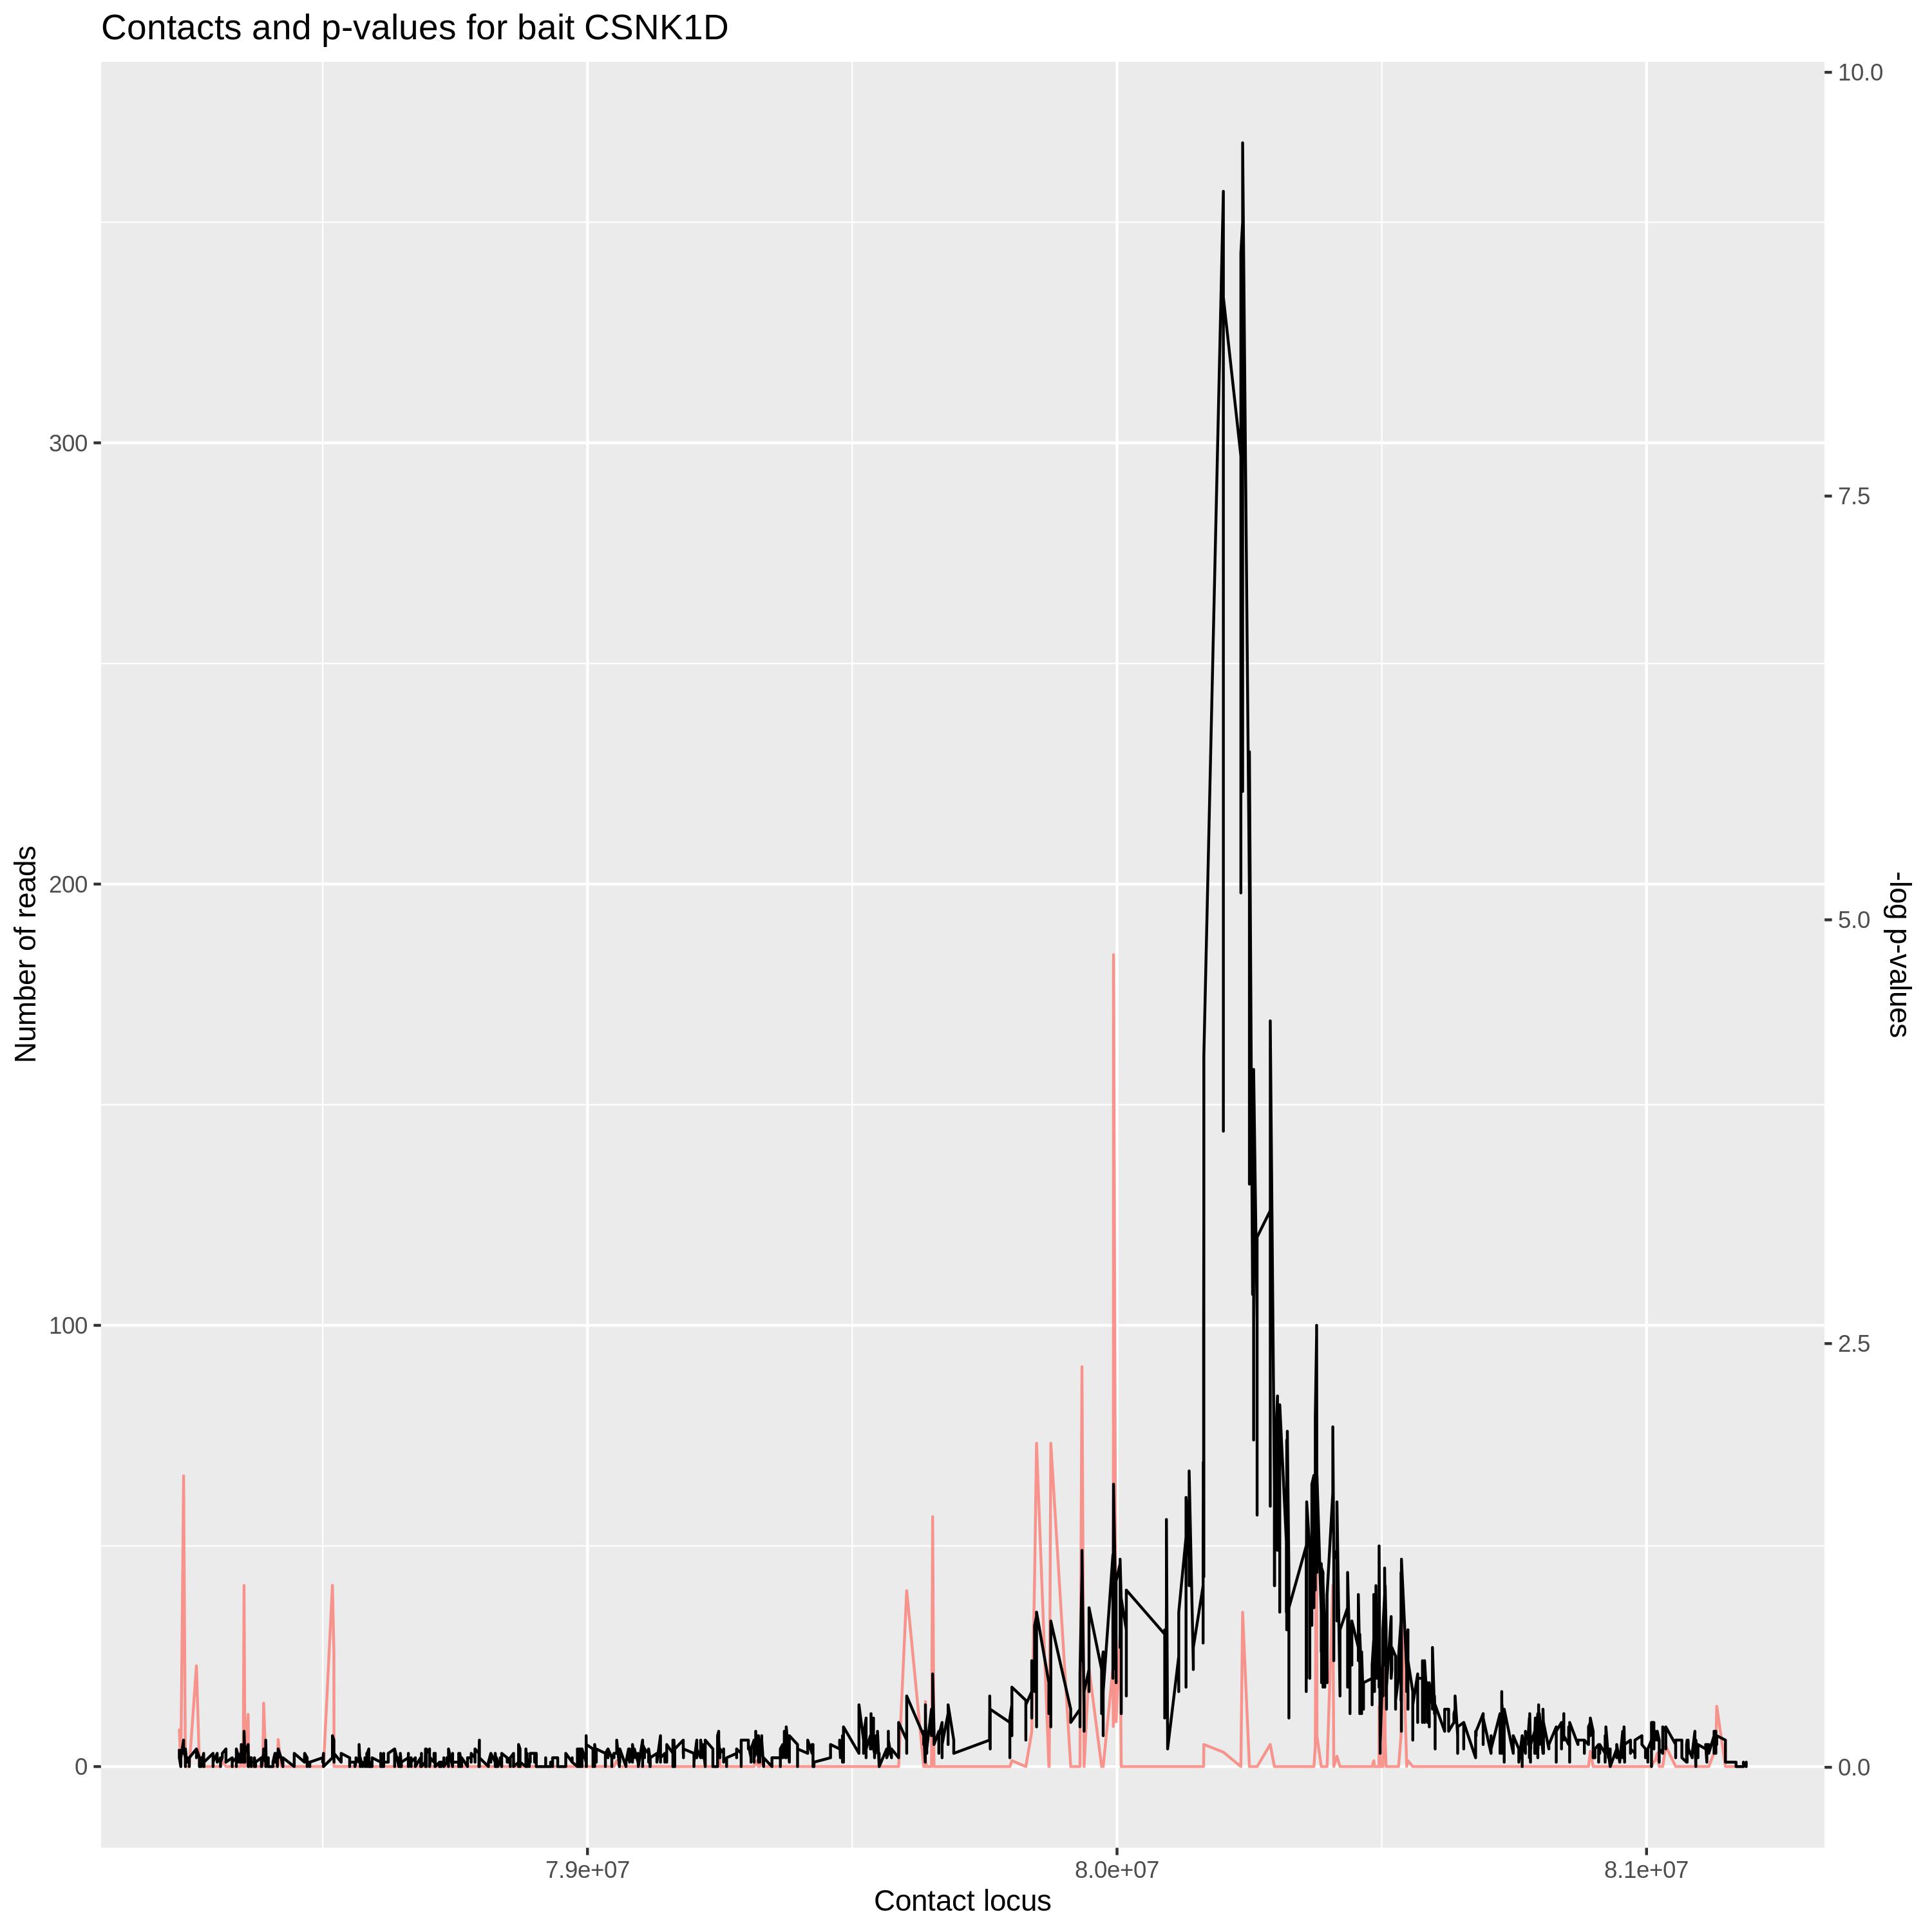 Contacts and p-values for bait CSNK1D
Number of reads
300
200
100
0
10.0
7.5
5.0
2.5
0.0
-log p-values
7.9e+07
8.0e+07
8.1e+07
Contact locus